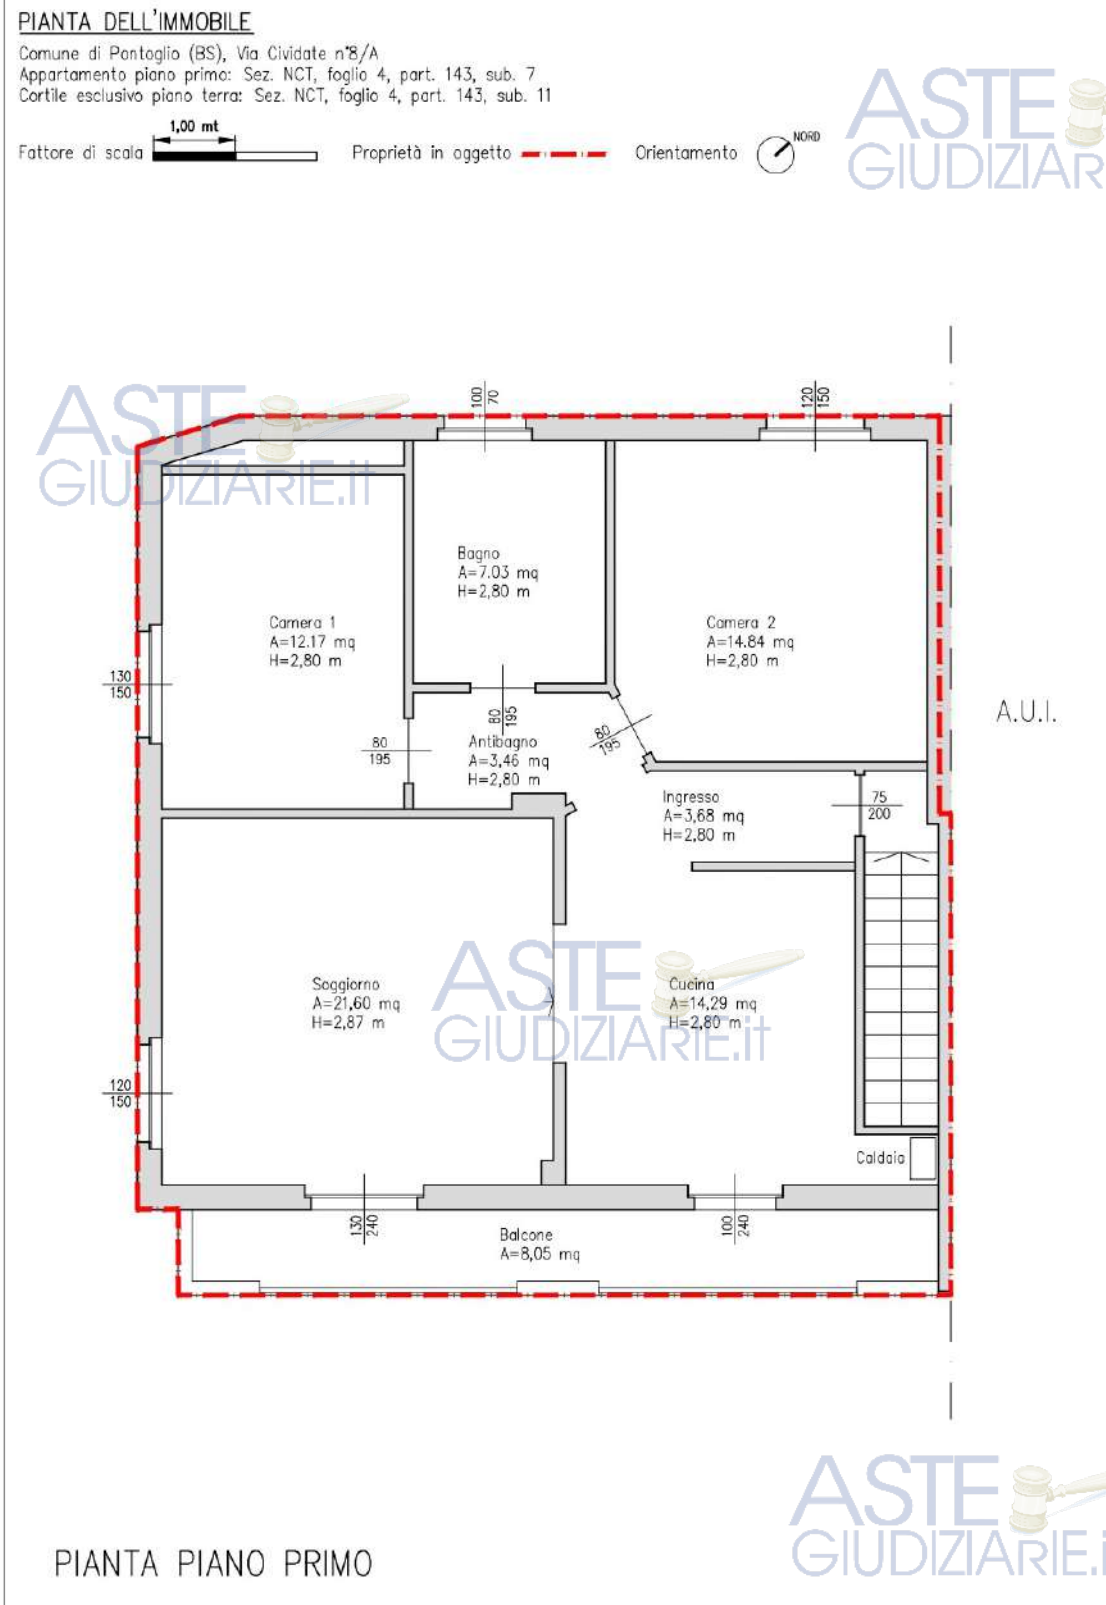 PIANTA DELL'IMMOBILE
Comune di Pontoglio (BS), Via Cividate n°8/A
Appartamento piano primo: Sez. NCT, foglio 4, part. 143, sub. 7
Cortile esclusivo piano terra: Sez. NCT, foglio 4, part. 143, sub. 11
1,00 mt
Fattore di scala
Proprietà in oggetto
Orientamento
NORD
ASTE
GIUDIZIAR
100
70
120
150
ASTE
GIUDIZIARIE.it
Bagno
A=7.03 mq
H=2,80 m
Camera 1
A=12.17 mq
H=2,80 m
Camera 2
A=14.84 mq
H=2,80 m
130
150
80
195
80
195
80
195
Antibagno
A=3,46 mq
H=2,80 m
A.U.I.
Ingresso
A=3,68 mq
H=2,80 m
75
200
Soggiorno
A=21,60 mq
H=2,87 m
ASTE
GIUDIZIARIE.it
Cucina
A=14,29 mq
H=2,80 m
120
150
Caldaia
130
240
100
240
Balcone
A=8,05 mq
ASTE
GIUDIZIARIE.i
PIANTA PIANO PRIMO